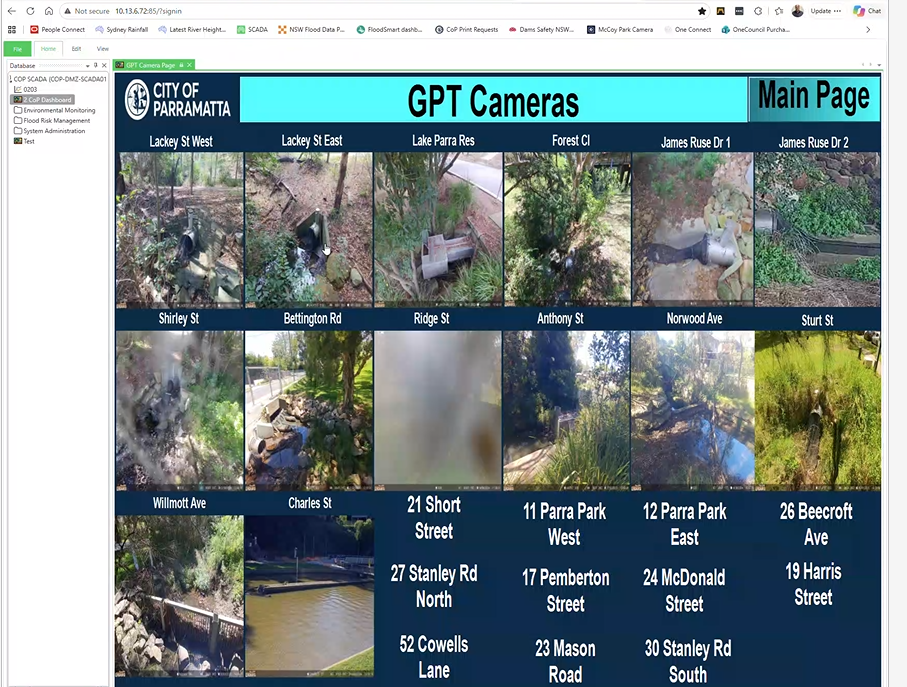 Not secure 10.13.6.72:85/?signin Update Chat
People Connect Sydney Rainfall Latest River Height... SCADA NSW Flood Data P... FloodSmart dashb... CoP Print Requests Dams Safety NSW... McCoy Park Camera One Connect OneCouncil Purcha...
File Home Edit View
Database
GPT Camera Page
COP SCADA (COP-DMZ-SCADA01
0203
2 CoP Dashboard
Environmental Monitoring
Flood Risk Management
System Administration
Test
CITY OF
PARRAMATTA
GPT Cameras
Main Page
Lackey St West Lackey St East Lake Parra Res Forest Cl James Ruse Dr 1 James Ruse Dr 2
Shirley St Bettington Rd Ridge St Anthony St Norwood Ave Sturt St
Willmott Ave Charles St
21 Short
Street
11 Parra Park
West
12 Parra Park
East
26 Beecroft
Ave
27 Stanley Rd
North
17 Pemberton
Street
24 McDonald
Street
19 Harris
Street
52 Cowells
Lane
23 Mason
Road
30 Stanley Rd
South